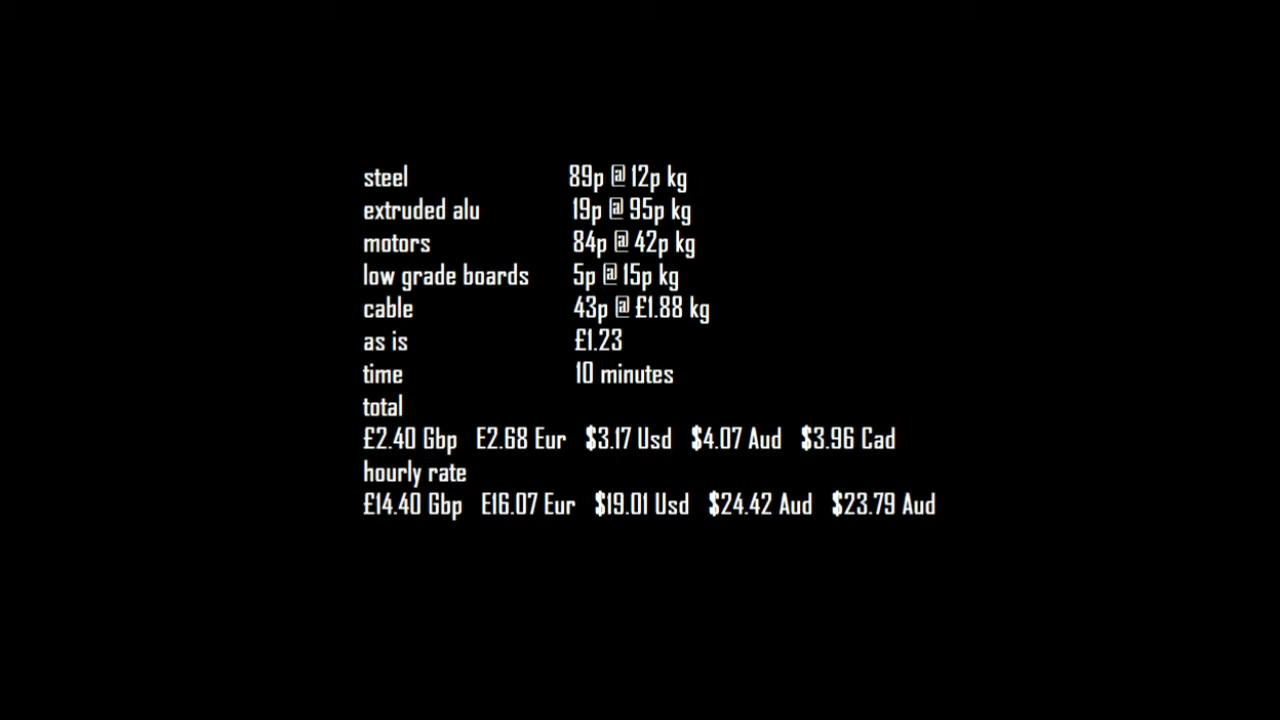 steel 89p @ 12p kg
extruded alu 19p @ 95p kg
motors 84p @ 42p kg
low grade boards 5p @ 15p kg
cable 43p @ £1.88 kg
as is £1.23
time 10 minutes
total
£2.40 Gbp E2.68 Eur $3.17 Usd $4.07 Aud $3.96 Cad
hourly rate
£14.40 Gbp E16.07 Eur $19.01 Usd $24.42 Aud $23.79 Aud